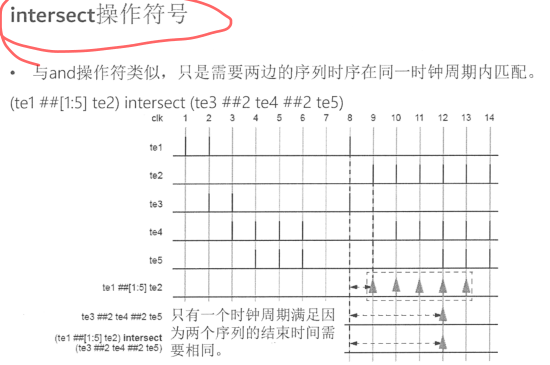 intersect操作符号
• 与and操作符类似，只是需要两边的序列时序在同一时钟周期内匹配。
(te1 ##[1:5] te2) intersect (te3 ##2 te4 ##2 te5)
clk 1 2 3 4 5 6 7 8 9 10 11 12 13 14
te1
te2
te3
te4
te5
te1 ##[1:5] te2
te3 ##2 te4 ##2 te5
(te1 ##[1:5] te2) intersect
(te3 ##2 te4 ##2 te5)
只有一个时钟周期满足因
为两个序列的结束时间需
要相同。